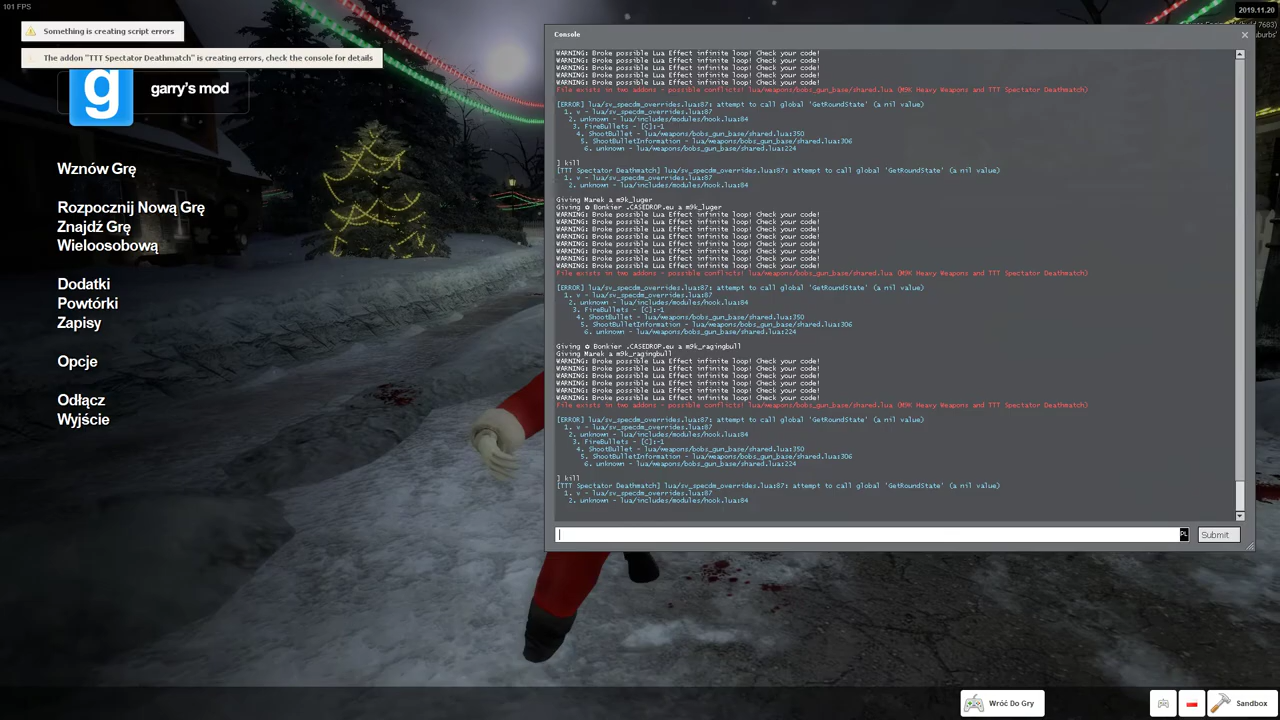 101 FPS
2019.11.20
Something is creating script errors
The addon "TTT Spectator Deathmatch" is creating errors, check the console for details
g
garry's mod
Wznów Grę
Rozpocznij Nową Grę
Znajdź Grę
Wieloosobową
Dodatki
Powtórki
Zapisy
Opcje
Odłącz
Wyjście
Console
WARNING: Broke possible Lua Effect infinite loop! Check your code!
WARNING: Broke possible Lua Effect infinite loop! Check your code!
WARNING: Broke possible Lua Effect infinite loop! Check your code!
WARNING: Broke possible Lua Effect infinite loop! Check your code!
WARNING: Broke possible Lua Effect infinite loop! Check your code!
File exists in two addons - possible conflicts! lua/weapons/bobs_gun_base/shared.lua (M9K Heavy Weapons and TTT Spectator Deathmatch)
[ERROR] lua/sv_specdm_overrides.lua:87: attempt to call global 'GetRoundState' (a nil value)
1. v - lua/sv_specdm_overrides.lua:87
2. unknown - lua/includes/modules/hook.lua:84
3. FireBullets - [C]:-1
4. ShootBullet - lua/weapons/bobs_gun_base/shared.lua:350
5. ShootBulletInformation - lua/weapons/bobs_gun_base/shared.lua:306
6. unknown - lua/weapons/bobs_gun_base/shared.lua:224
] kill
[TTT Spectator Deathmatch] lua/sv_specdm_overrides.lua:87: attempt to call global 'GetRoundState' (a nil value)
1. v - lua/sv_specdm_overrides.lua:87
2. unknown - lua/includes/modules/hook.lua:84
Giving Marek a m9k_luger
Giving ✿ Bonkier .CASEDROP.eu a m9k_luger
WARNING: Broke possible Lua Effect infinite loop! Check your code!
WARNING: Broke possible Lua Effect infinite loop! Check your code!
WARNING: Broke possible Lua Effect infinite loop! Check your code!
WARNING: Broke possible Lua Effect infinite loop! Check your code!
WARNING: Broke possible Lua Effect infinite loop! Check your code!
WARNING: Broke possible Lua Effect infinite loop! Check your code!
WARNING: Broke possible Lua Effect infinite loop! Check your code!
WARNING: Broke possible Lua Effect infinite loop! Check your code!
File exists in two addons - possible conflicts! lua/weapons/bobs_gun_base/shared.lua (M9K Heavy Weapons and TTT Spectator Deathmatch)
[ERROR] lua/sv_specdm_overrides.lua:87: attempt to call global 'GetRoundState' (a nil value)
1. v - lua/sv_specdm_overrides.lua:87
2. unknown - lua/includes/modules/hook.lua:84
3. FireBullets - [C]:-1
4. ShootBullet - lua/weapons/bobs_gun_base/shared.lua:350
5. ShootBulletInformation - lua/weapons/bobs_gun_base/shared.lua:306
6. unknown - lua/weapons/bobs_gun_base/shared.lua:224
Giving ✿ Bonkier .CASEDROP.eu a m9k_ragingbull
Giving Marek a m9k_ragingbull
WARNING: Broke possible Lua Effect infinite loop! Check your code!
WARNING: Broke possible Lua Effect infinite loop! Check your code!
WARNING: Broke possible Lua Effect infinite loop! Check your code!
WARNING: Broke possible Lua Effect infinite loop! Check your code!
WARNING: Broke possible Lua Effect infinite loop! Check your code!
WARNING: Broke possible Lua Effect infinite loop! Check your code!
File exists in two addons - possible conflicts! lua/weapons/bobs_gun_base/shared.lua (M9K Heavy Weapons and TTT Spectator Deathmatch)
[ERROR] lua/sv_specdm_overrides.lua:87: attempt to call global 'GetRoundState' (a nil value)
1. v - lua/sv_specdm_overrides.lua:87
2. unknown - lua/includes/modules/hook.lua:84
3. FireBullets - [C]:-1
4. ShootBullet - lua/weapons/bobs_gun_base/shared.lua:350
5. ShootBulletInformation - lua/weapons/bobs_gun_base/shared.lua:306
6. unknown - lua/weapons/bobs_gun_base/shared.lua:224
] kill
[TTT Spectator Deathmatch] lua/sv_specdm_overrides.lua:87: attempt to call global 'GetRoundState' (a nil value)
1. v - lua/sv_specdm_overrides.lua:87
2. unknown - lua/includes/modules/hook.lua:84
PL
Submit
Wróć Do Gry
Sandbox